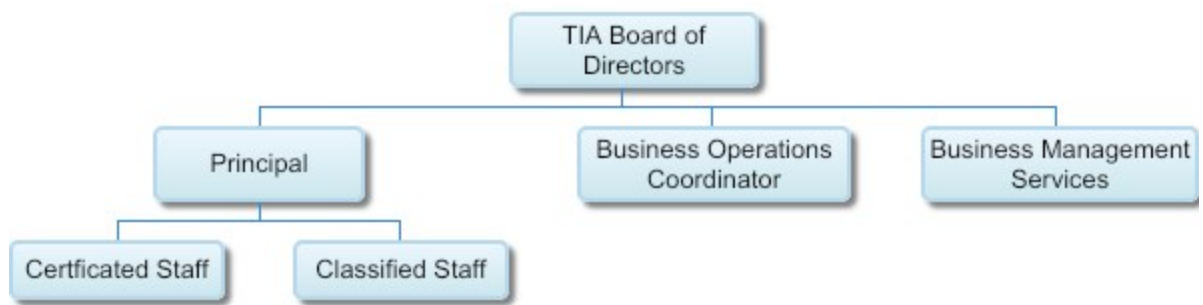 TIA Board of
Directors
Principal
Business Operations
Coordinator
Business Management
Services
Certficated Staff
Classified Staff